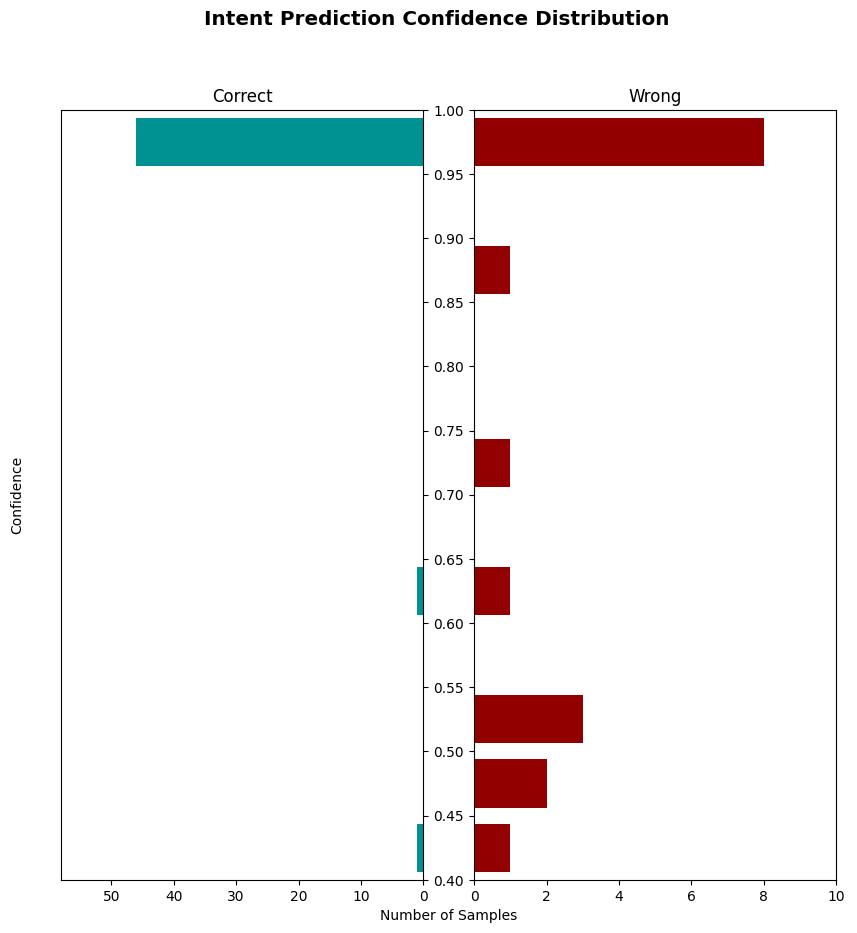 Intent Prediction Confidence Distribution
Correct
Wrong
1.00
0.95
0.90
0.85
0.80
0.75
0.70
0.65
0.60
0.55
0.50
0.45
0.40
Confidence
50 40 30 20 10 0 0 2 4 6 8 10
Number of Samples